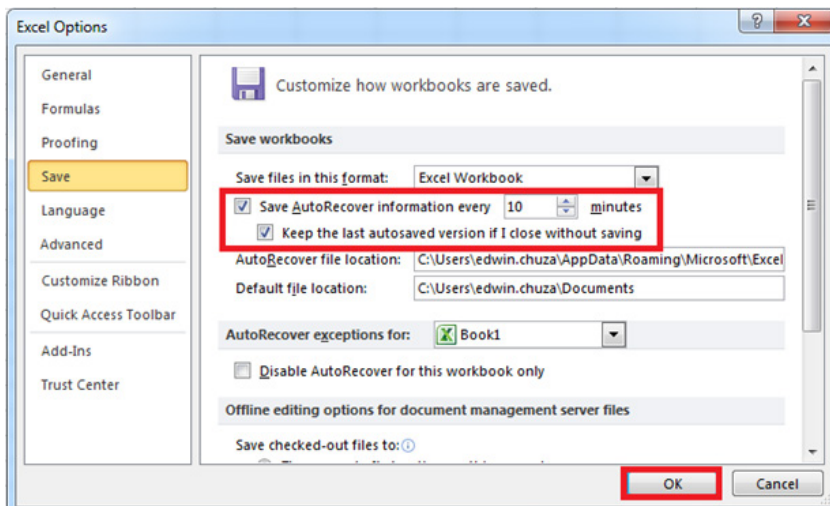 Excel Options
General
Formulas
Proofing
Save
Language
Advanced
Customize Ribbon
Quick Access Toolbar
Add-Ins
Trust Center
Customize how workbooks are saved.
Save workbooks
Save files in this format: Excel Workbook
Save AutoRecover information every 10 minutes
Keep the last autosaved version if I close without saving
AutoRecover file location: C:\Users\edwin.chuza\AppData\Roaming\Microsoft\Excel
Default file location: C:\Users\edwin.chuza\Documents
AutoRecover exceptions for: Book1
Disable AutoRecover for this workbook only
Offline editing options for document management server files
Save checked-out files to:
OK Cancel